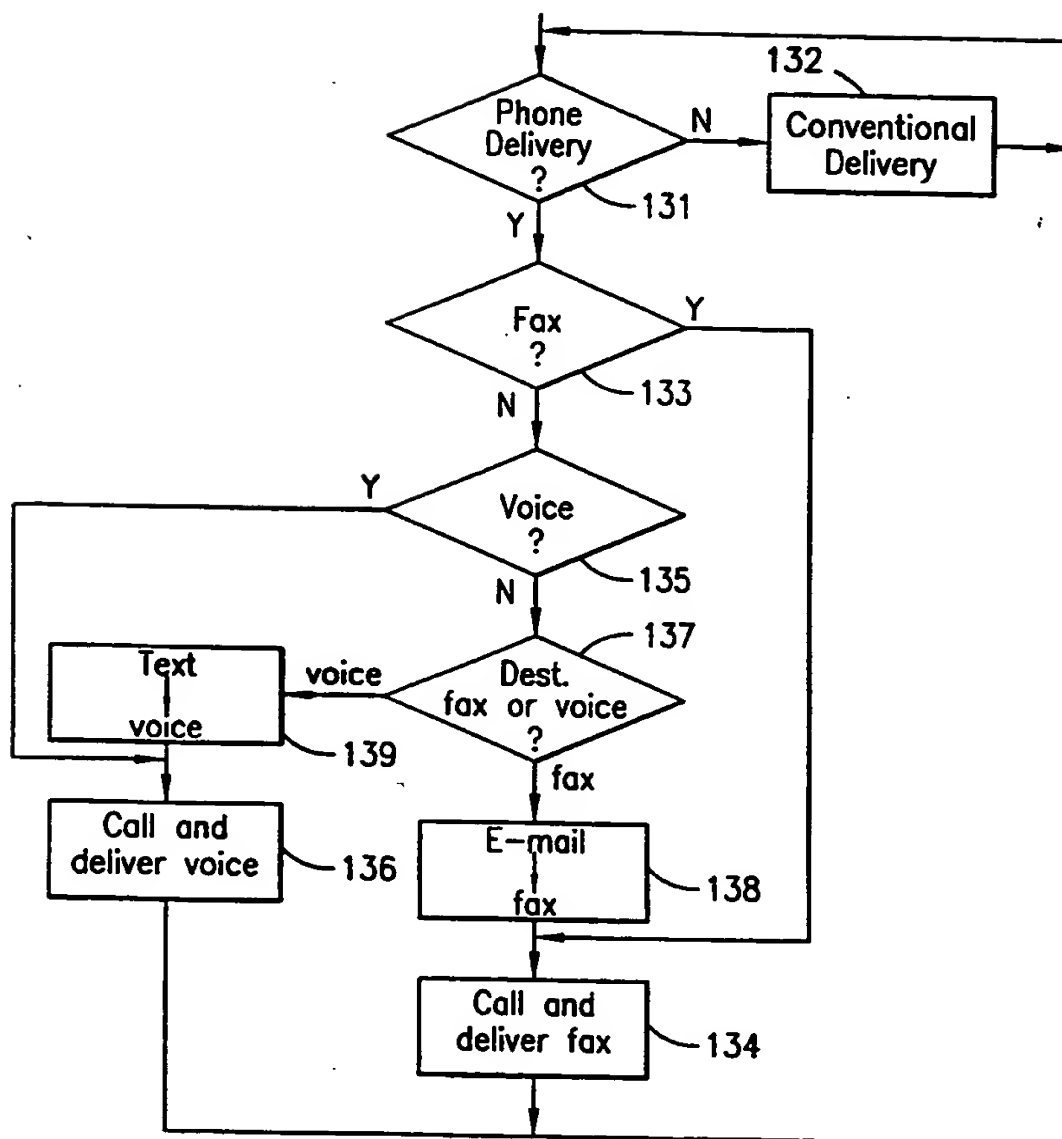 132
Phone
Delivery
?
N
Conventional
Delivery
131
Y
Fax
?
Y
133
N
Y
Voice
?
135
N
137
Text
voice
voice
Dest.
fax or voice
?
139
fax
Call and
deliver voice
136
E-mail
fax
138
Call and
deliver fax
134